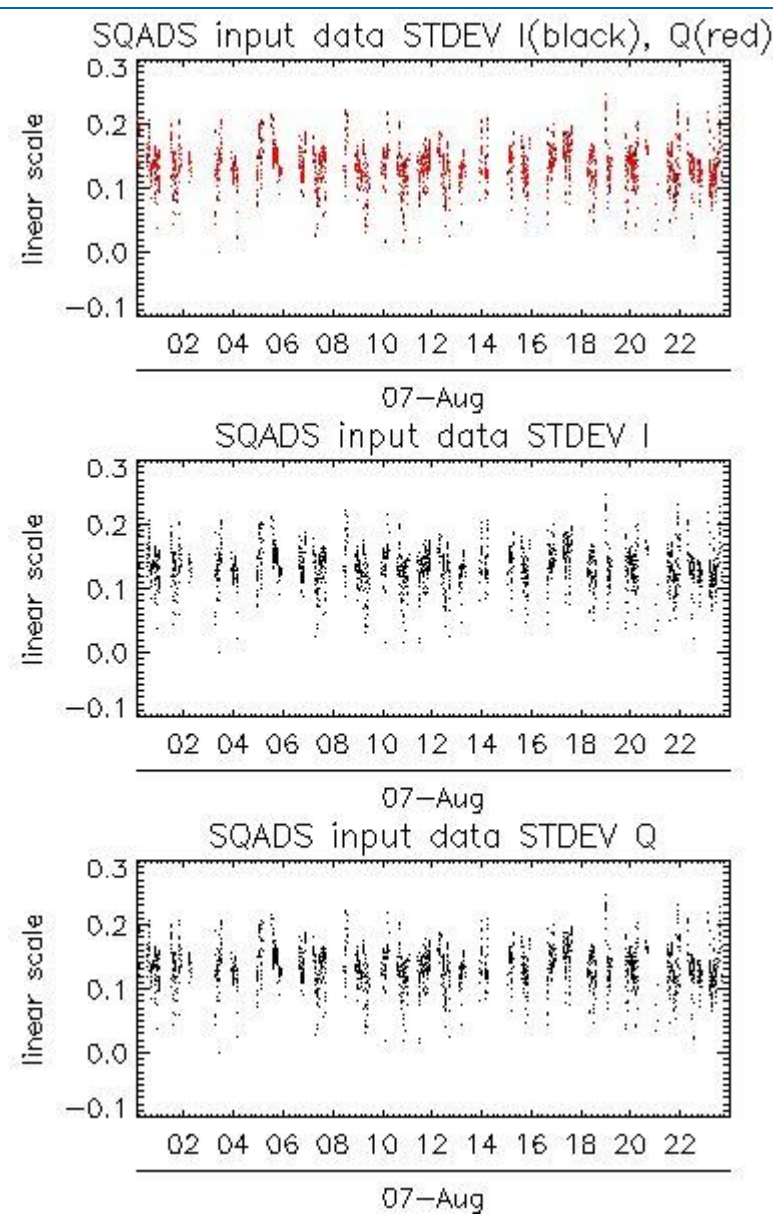 SQADS input data STDEV I(black), Q(red)
0.3
0.2
0.1
0.0
-0.1
linear scale
02 04 06 08 10 12 14 16 18 20 22
07-Aug
SQADS input data STDEV I
0.3
0.2
0.1
0.0
-0.1
linear scale
02 04 06 08 10 12 14 16 18 20 22
07-Aug
SQADS input data STDEV Q
0.3
0.2
0.1
0.0
-0.1
linear scale
02 04 06 08 10 12 14 16 18 20 22
07-Aug